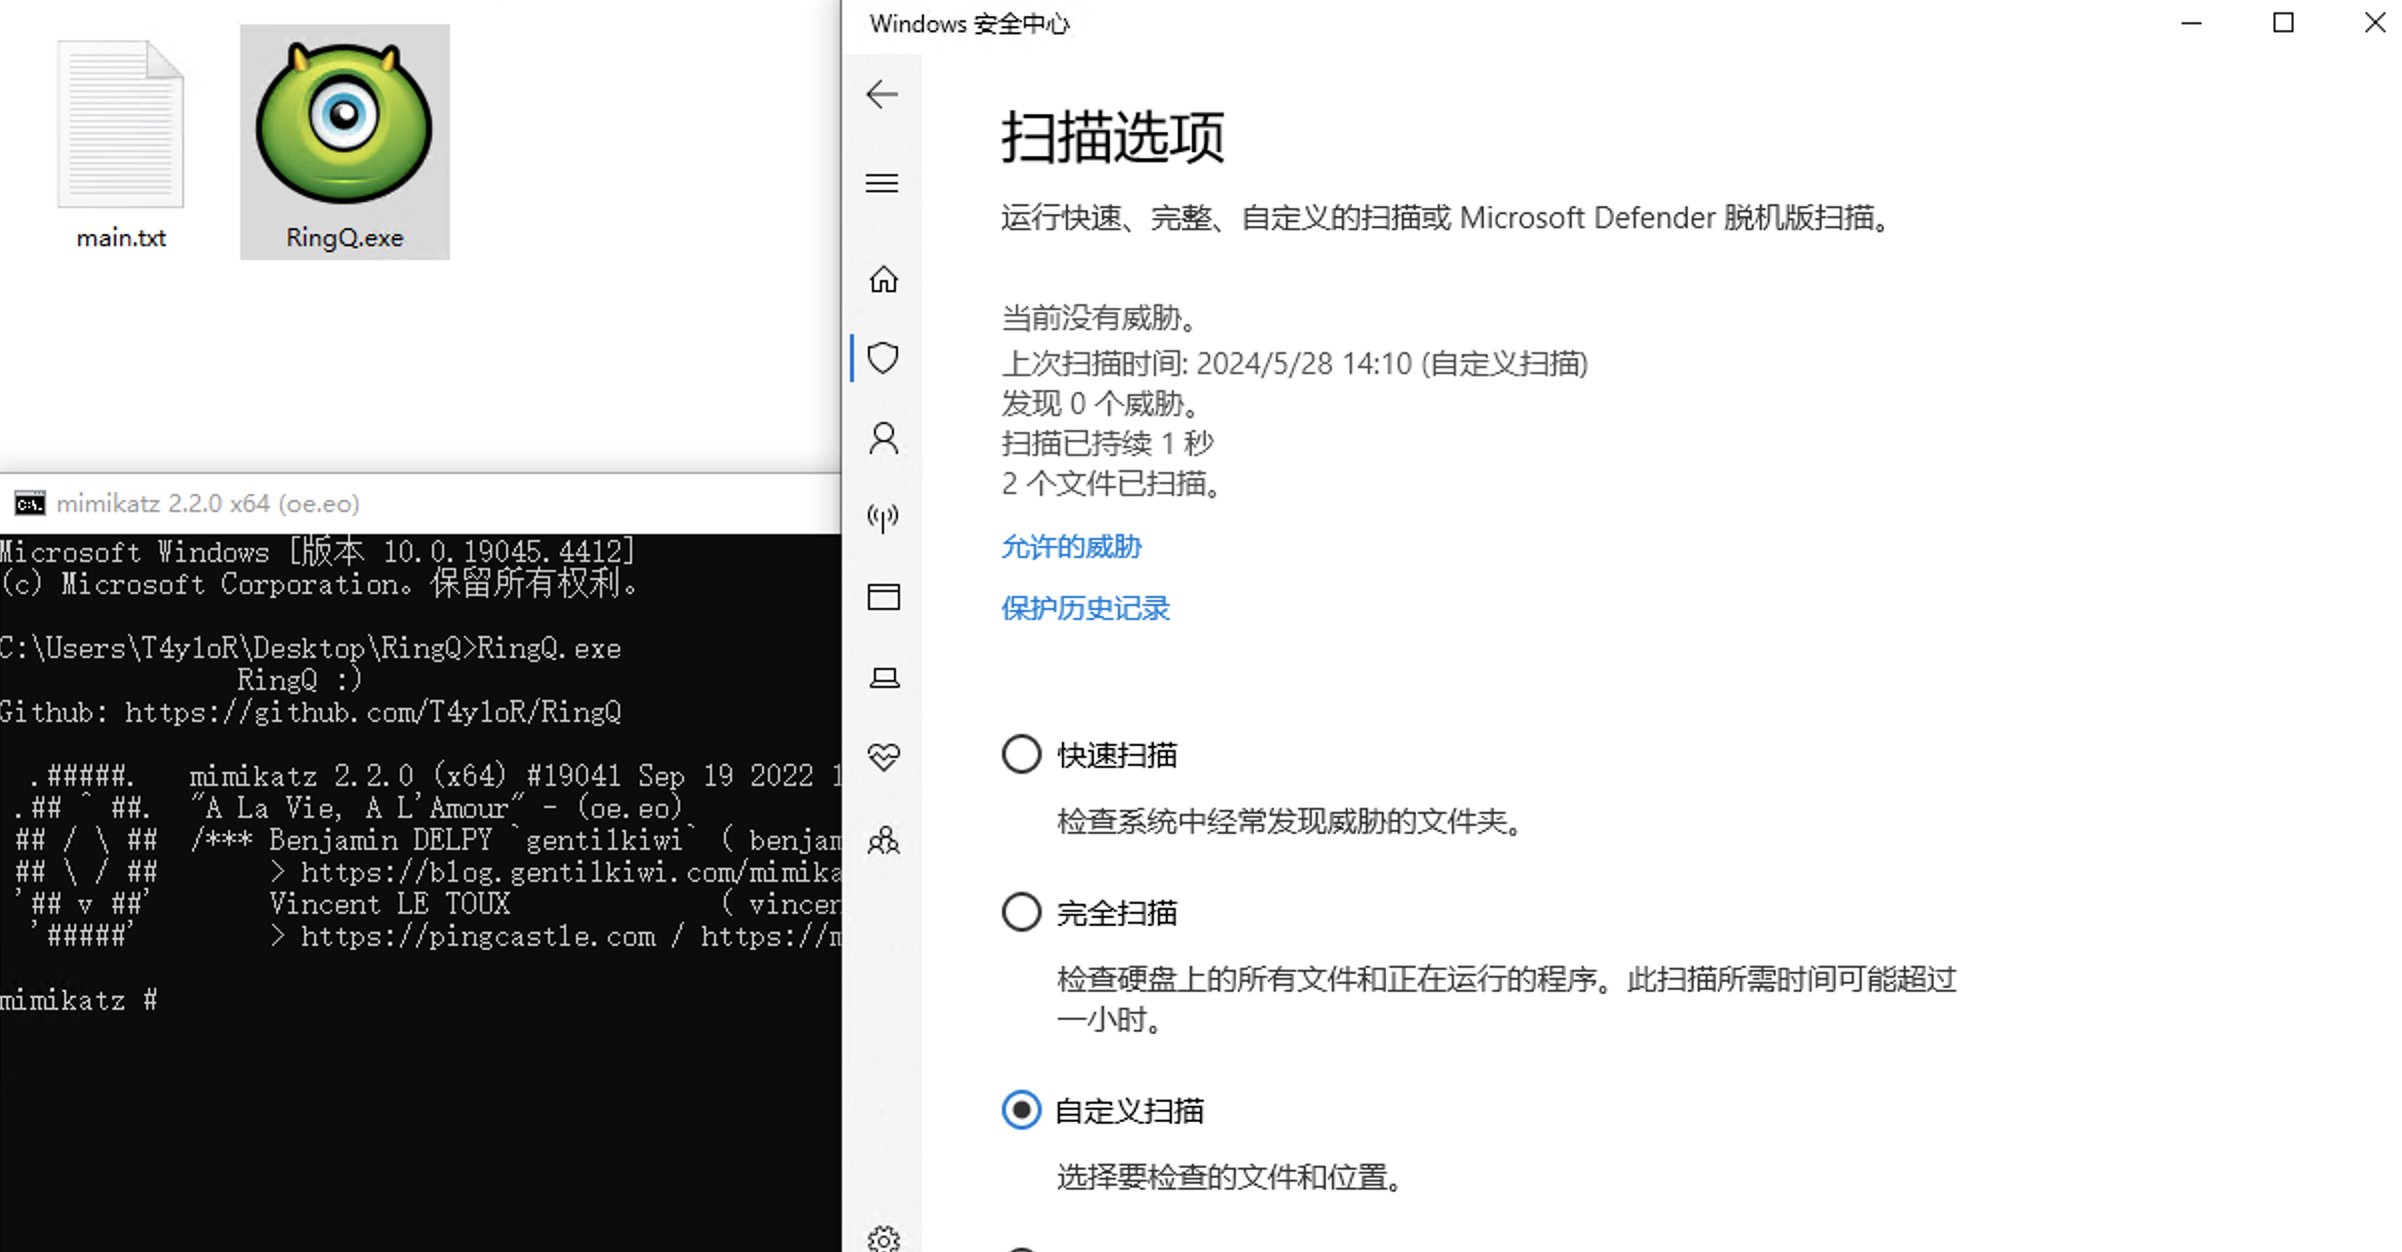 main.txt
RingQ.exe
mimikatz 2.2.0 x64 (oe.eo)
Microsoft Windows [版本 10.0.19045.4412]
(c) Microsoft Corporation。保留所有权利。
C:\Users\T4y1oR\Desktop\RingQ>RingQ.exe
RingQ :)
Github: https://github.com/T4y1oR/RingQ
.#####.   mimikatz 2.2.0 (x64) #19041 Sep 19 2022 1
.## ^ ##.  "A La Vie, A L'Amour" - (oe.eo)
## / \ ##  /*** Benjamin DELPY `gentilkiwi` ( benjam
## \ / ##       > https://blog.gentilkiwi.com/mimika
'## v ##'       Vincent LE TOUX             ( vincen
'#####'        > https://pingcastle.com / https://m
mimikatz #
Windows 安全中心
扫描选项
运行快速、完整、自定义的扫描或 Microsoft Defender 脱机版扫描。
当前没有威胁。
上次扫描时间: 2024/5/28 14:10 (自定义扫描)
发现 0 个威胁。
扫描已持续 1 秒
2 个文件已扫描。
允许的威胁
保护历史记录
快速扫描
检查系统中经常发现威胁的文件夹。
完全扫描
检查硬盘上的所有文件和正在运行的程序。此扫描所需时间可能超过
一小时。
自定义扫描
选择要检查的文件和位置。